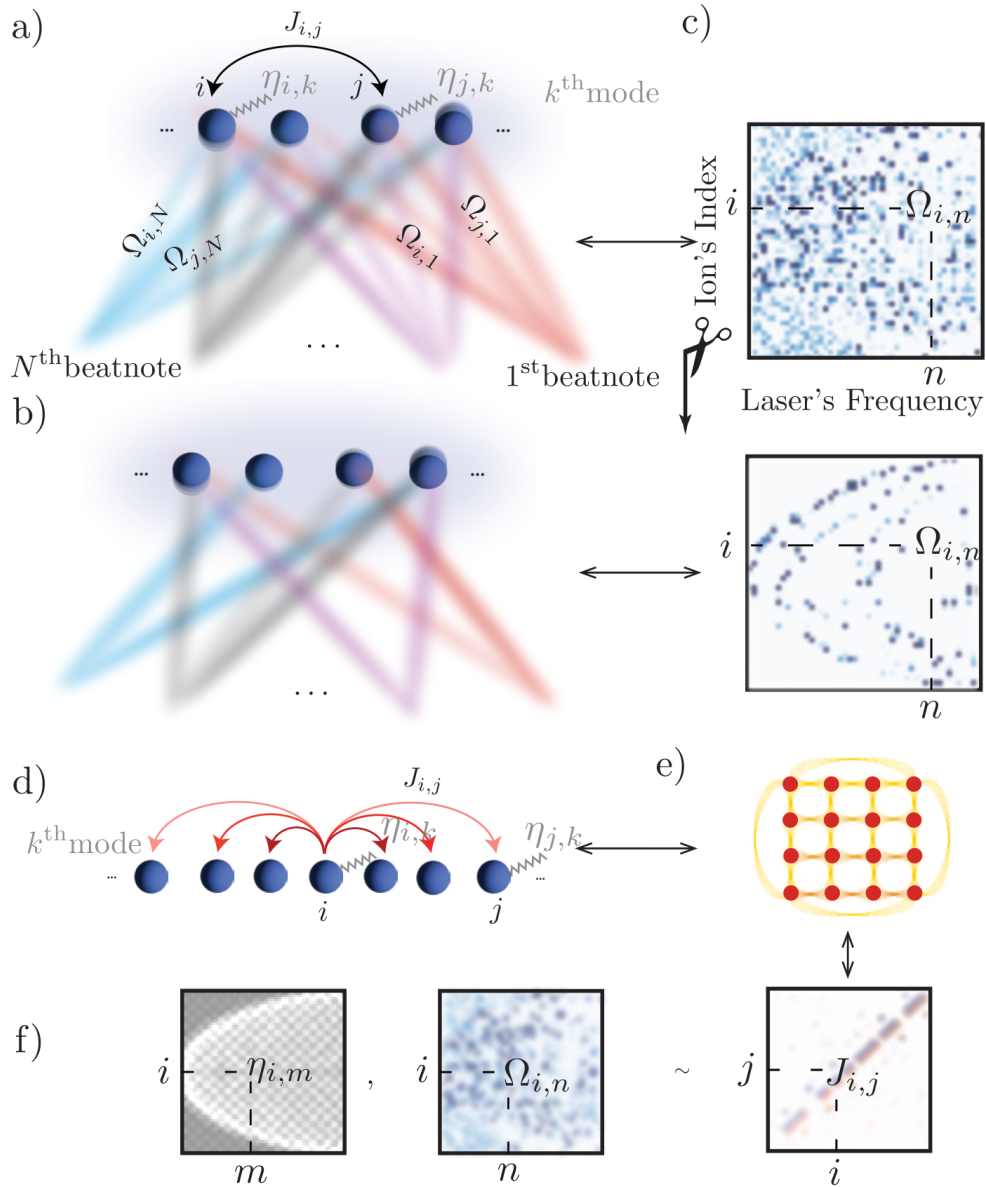 a)
J_{i,j}
i
η_{i,k}
j
η_{j,k}
k^{th}mode
...
...
Ω_{i,N}
Ω_{j,N}
Ω_{i,1}
Ω_{j,1}
N^{th}beatnote
...
1^{st}beatnote
c)
Ion's Index
i
Ω_{i,n}
n
Laser's Frequency
b)
...
...
...
i
Ω_{i,n}
n
d)
J_{i,j}
k^{th}mode
η_{i,k}
η_{j,k}
...
...
i
j
e)
f)
i
η_{i,m}
m
,
i
Ω_{i,n}
n
~
j
J_{i,j}
i